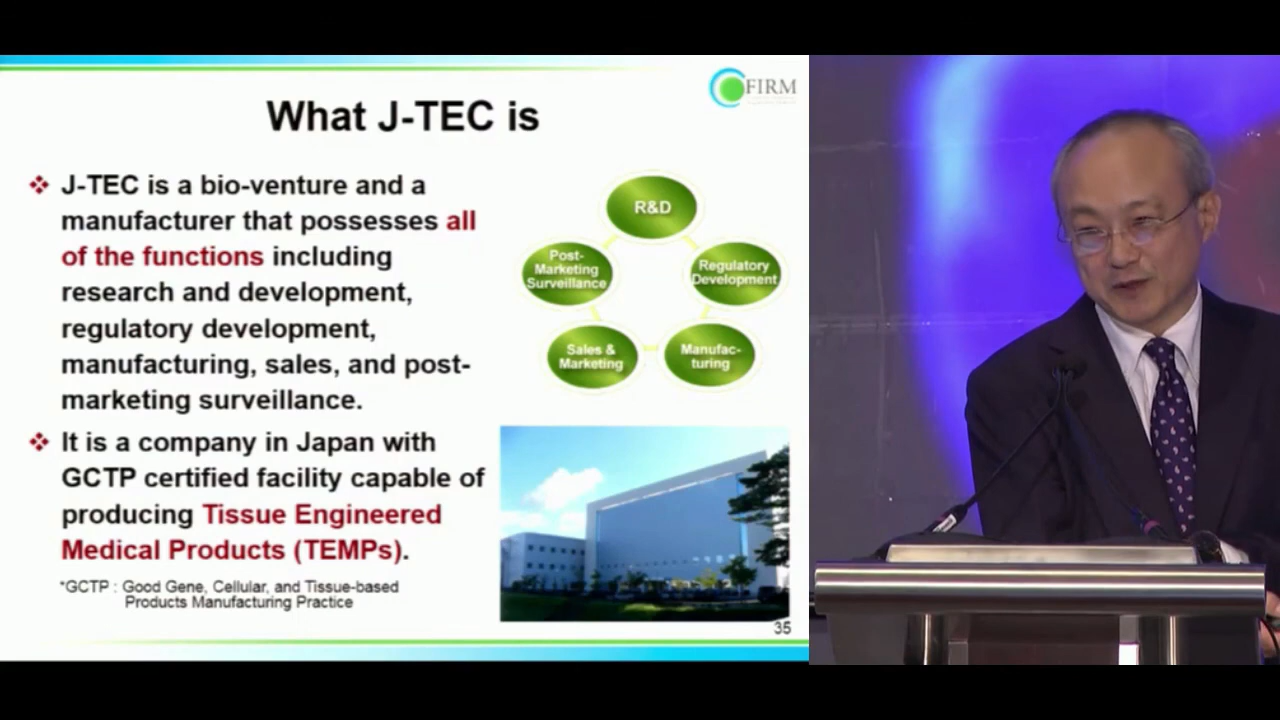 FIRM
What J-TEC is
❖ J-TEC is a bio-venture and a
manufacturer that possesses all
of the functions including
research and development,
regulatory development,
manufacturing, sales, and post-
marketing surveillance.
❖ It is a company in Japan with
GCTP certified facility capable of
producing Tissue Engineered
Medical Products (TEMPs).
*GCTP : Good Gene, Cellular, and Tissue-based
Products Manufacturing Practice
R&D
Post-
Marketing
Surveillance
Regulatory
Development
Sales &
Marketing
Manufac-
turing
35